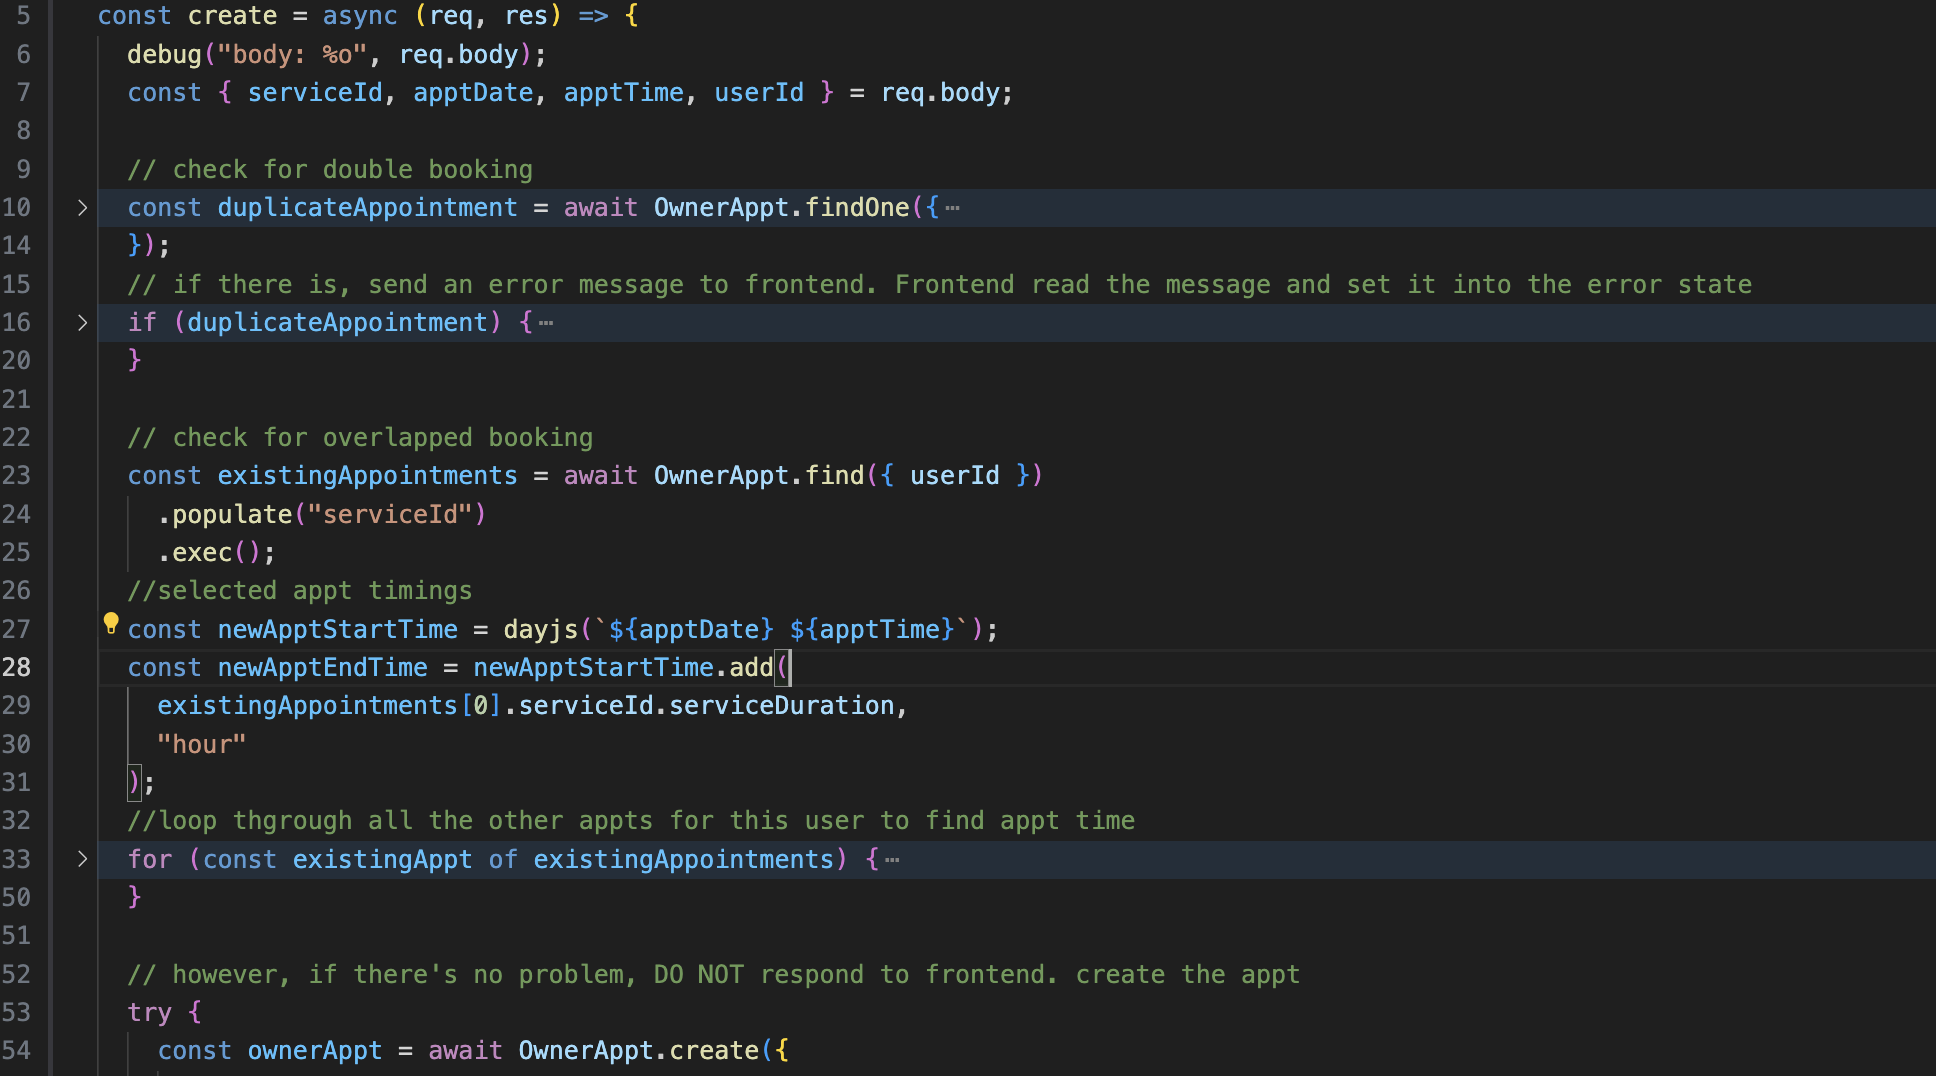 5 const create = async (req, res) => {
6 debug("body: %o", req.body);
7 const { serviceId, apptDate, apptTime, userId } = req.body;
8
9 // check for double booking
10 > const duplicateAppointment = await OwnerAppt.findOne({ ⋯
14 });
15 // if there is, send an error message to frontend. Frontend read the message and set it into the error state
16 > if (duplicateAppointment) { ⋯
20 }
21
22 // check for overlapped booking
23 const existingAppointments = await OwnerAppt.find({ userId })
24 .populate("serviceId")
25 .exec();
26 //selected appt timings
27 const newApptStartTime = dayjs(`${apptDate} ${apptTime}`);
28 const newApptEndTime = newApptStartTime.add(
29 existingAppointments[0].serviceId.serviceDuration,
30 "hour"
31 );
32 //loop thgrough all the other appts for this user to find appt time
33 > for (const existingAppt of existingAppointments) { ⋯
50 }
51
52 // however, if there's no problem, DO NOT respond to frontend. create the appt
53 try {
54 const ownerAppt = await OwnerAppt.create({